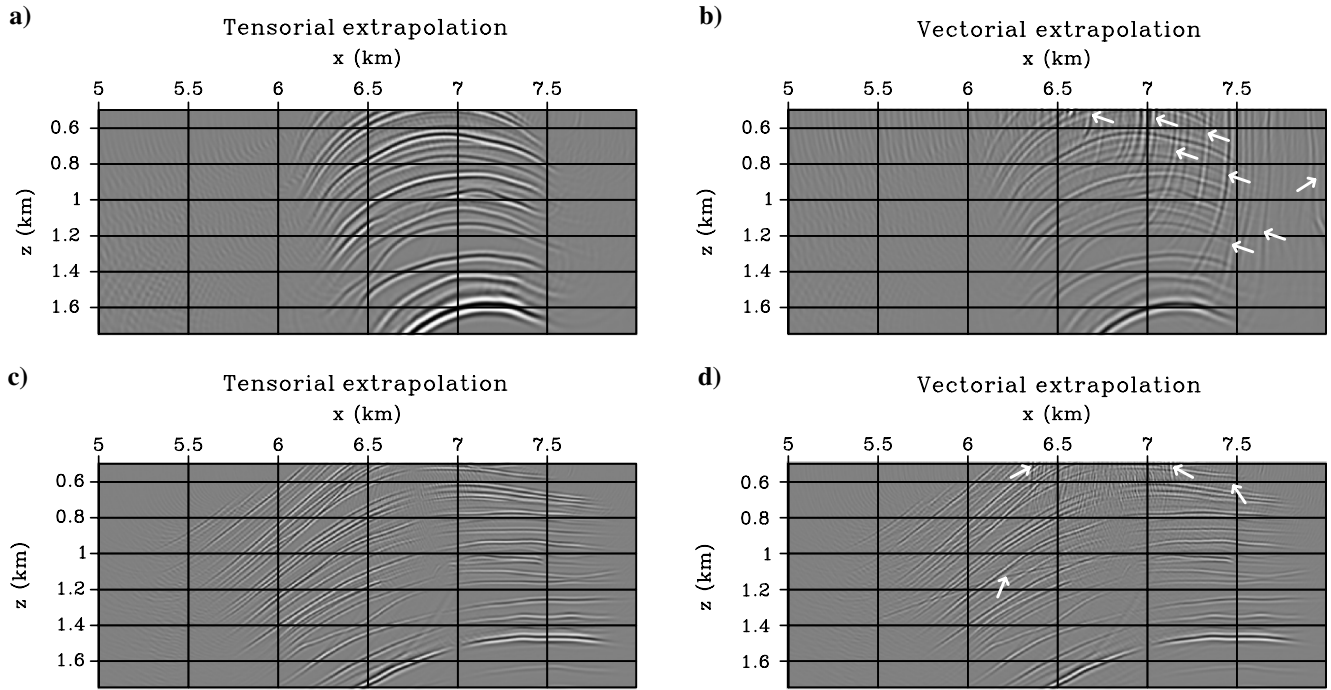 a)
Tensorial extrapolation
x (km)
5 5.5 6 6.5 7 7.5
0.6
0.8
1
1.2
1.4
1.6
z (km)
b)
Vectorial extrapolation
x (km)
5 5.5 6 6.5 7 7.5
0.6
0.8
1
1.2
1.4
1.6
z (km)
c)
Tensorial extrapolation
x (km)
5 5.5 6 6.5 7 7.5
0.6
0.8
1
1.2
1.4
1.6
z (km)
d)
Vectorial extrapolation
x (km)
5 5.5 6 6.5 7 7.5
0.6
0.8
1
1.2
1.4
1.6
z (km)